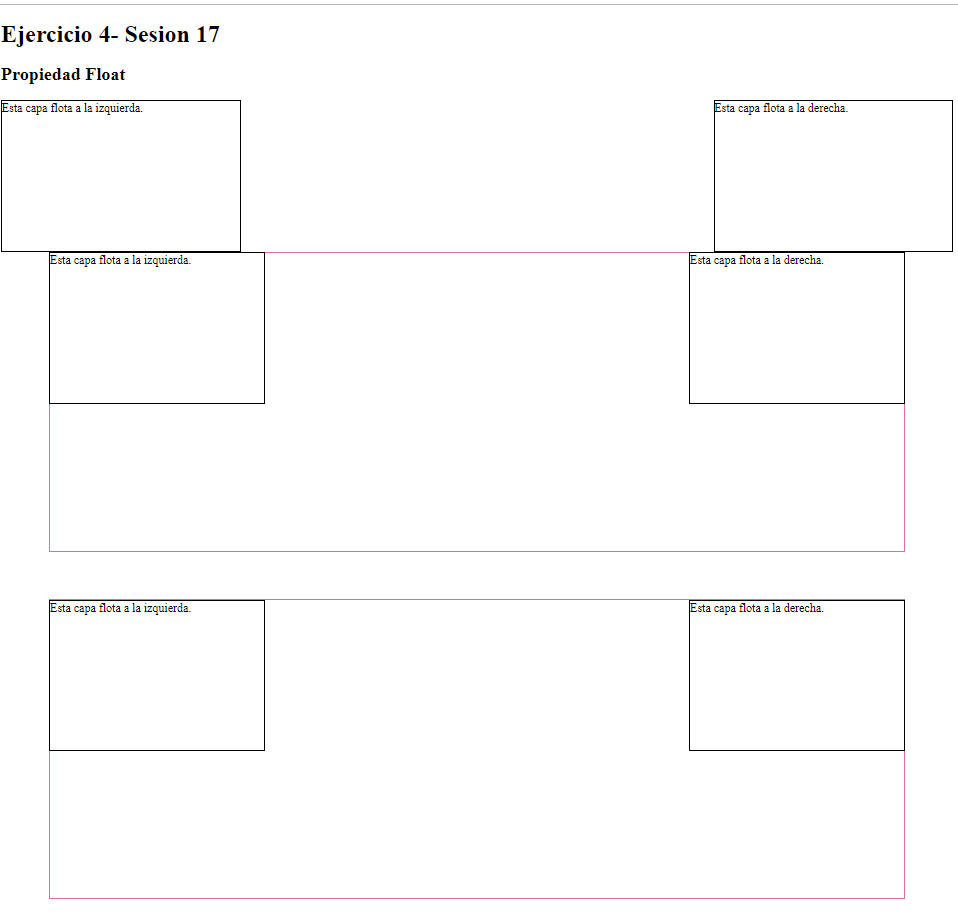 Ejercicio 4- Sesion 17
Propiedad Float
Esta capa flota a la izquierda.
Esta capa flota a la derecha.
Esta capa flota a la izquierda.
Esta capa flota a la derecha.
Esta capa flota a la izquierda.
Esta capa flota a la derecha.